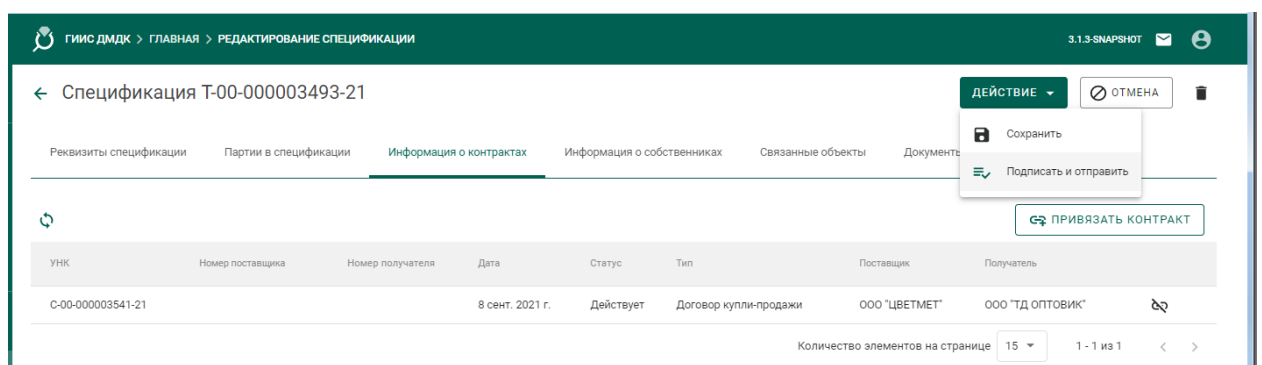 ГИИС ДМДК > ГЛАВНАЯ > РЕДАКТИРОВАНИЕ СПЕЦИФИКАЦИИ 3.1.3-SNAPSHOT
Спецификация Т-00-000003493-21 ДЕЙСТВИЕ ОТМЕНА
Сохранить
Реквизиты спецификации Партии в спецификации Информация о контрактах Информация о собственниках Связанные объекты Документы
Подписать и отправить
ПРИВЯЗАТЬ КОНТРАКТ
УНК Номер поставщика Номер получателя Дата Статус Тип Поставщик Получатель
С-00-000003541-21 8 сент. 2021 г. Действует Договор купли-продажи ООО "ЦВЕТМЕТ" ООО "ТД ОПТОВИК"
Количество элементов на странице 15 1 - 1 из 1